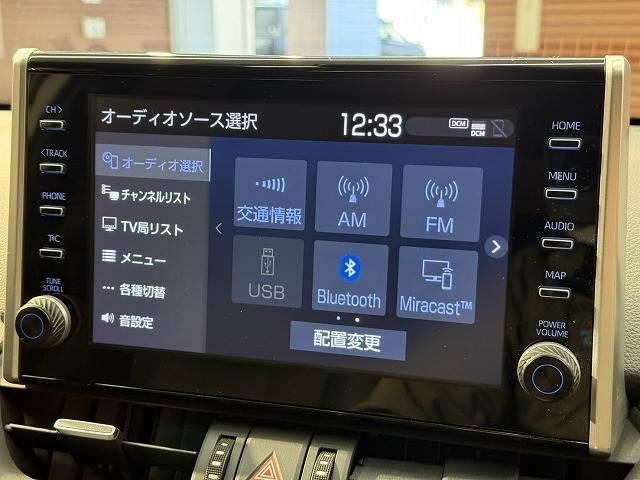 CH>
<TRACK
PHONE
T·C
TUNE
SCROLL
オーディオソース選択
12:33
DCM
DCM
オーディオ選択
チャンネルリスト
TV局リスト
メニュー
各種切替
音設定
交通情報
AM
FM
USB
Bluetooth
Miracast™
配置変更
HOME
MENU
AUDIO
MAP
POWER
VOLUME